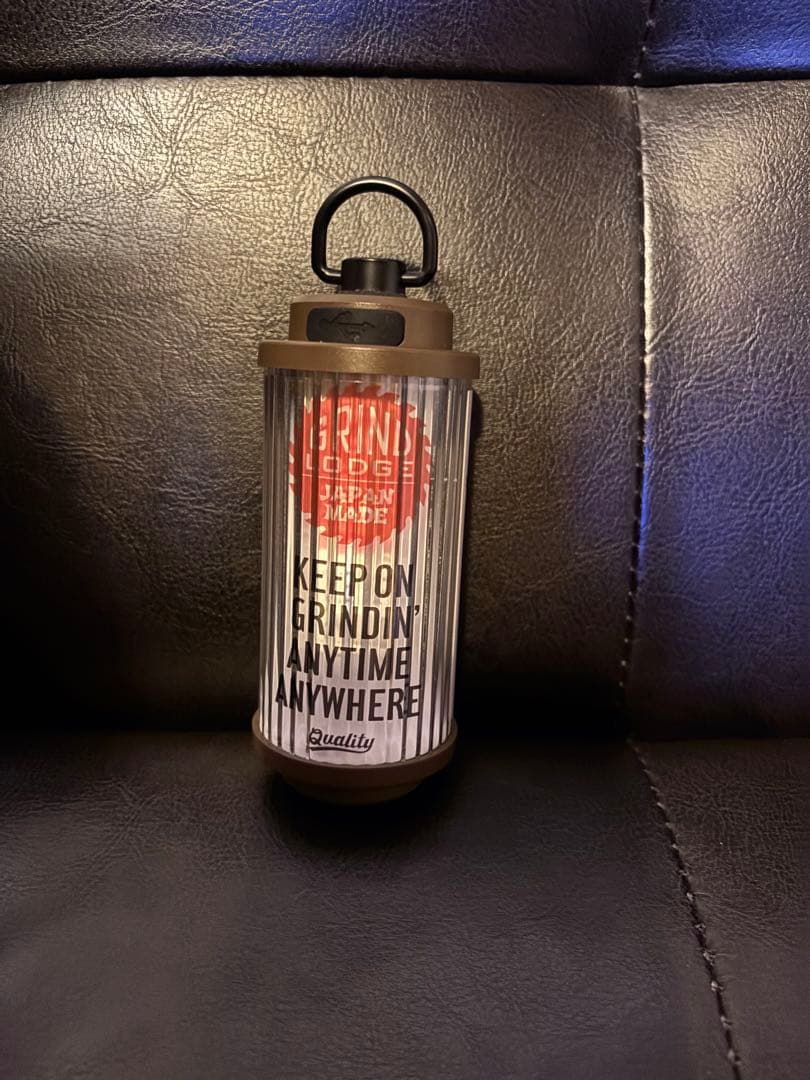 GRIND
LODGE
JAPAN
MADE
KEEP ON
GRINDIN'
ANYTIME
ANYWHERE
Quality